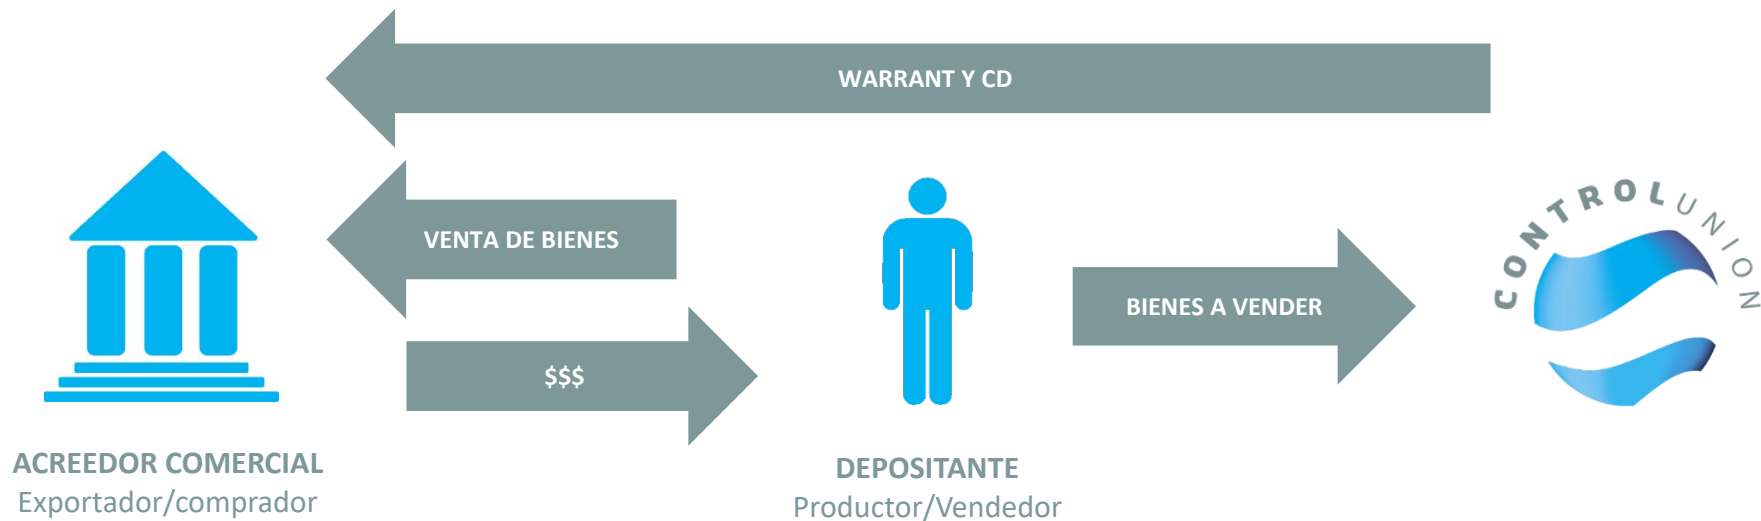 WARRANT Y CD
VENTA DE BIENES
$$$
BIENES A VENDER
CONTROLUNION
ACREEDOR COMERCIAL
Exportador/comprador
DEPOSITANTE
Productor/Vendedor